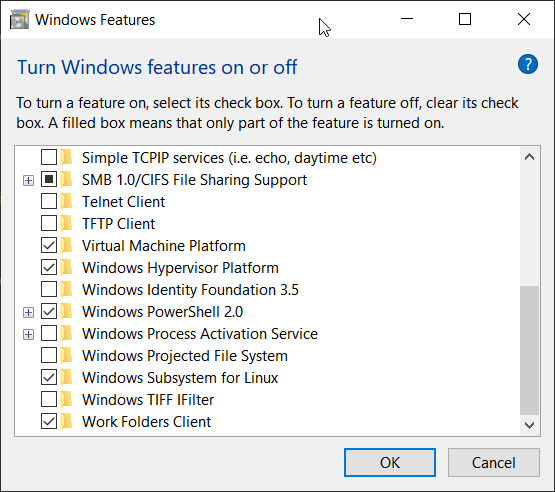 Windows Features
Turn Windows features on or off
?
To turn a feature on, select its check box. To turn a feature off, clear its check
box. A filled box means that only part of the feature is turned on.
Simple TCPIP services (i.e. echo, daytime etc)
SMB 1.0/CIFS File Sharing Support
Telnet Client
TFTP Client
Virtual Machine Platform
Windows Hypervisor Platform
Windows Identity Foundation 3.5
Windows PowerShell 2.0
Windows Process Activation Service
Windows Projected File System
Windows Subsystem for Linux
Windows TIFF IFilter
Work Folders Client
OK
Cancel